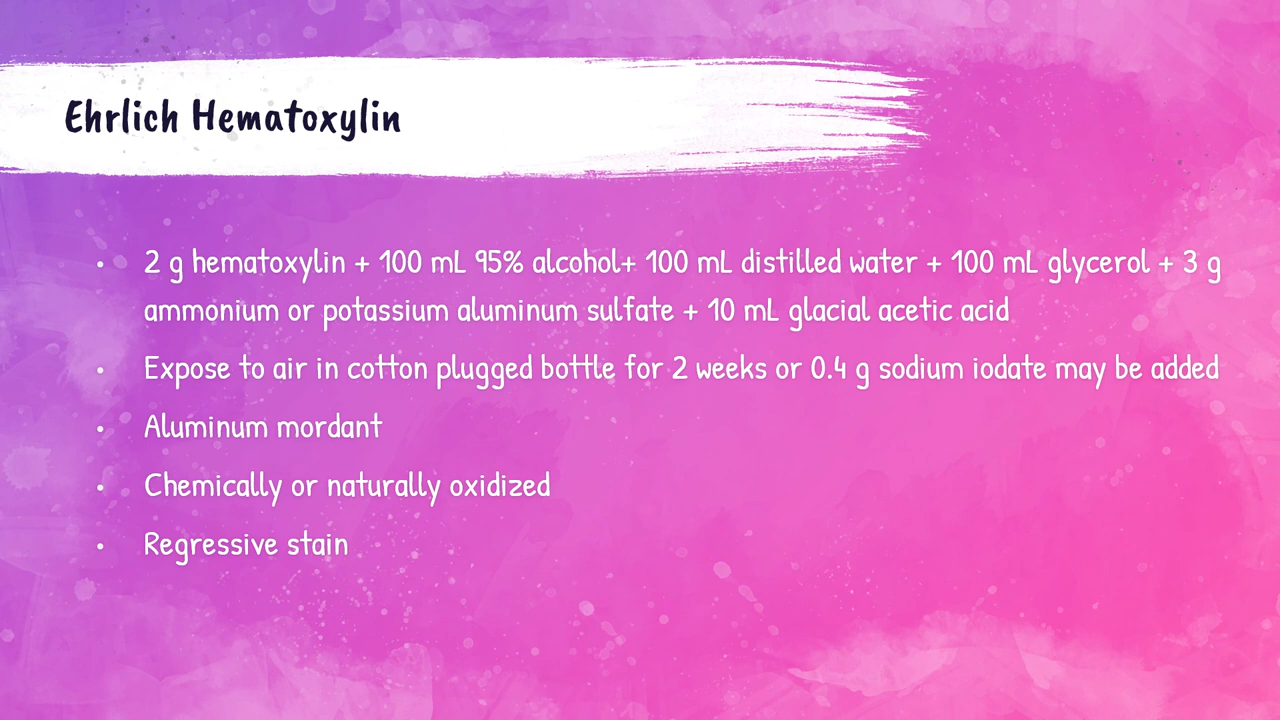 Ehrlich Hematoxylin
• 2 g hematoxylin + 100 mL 95% alcohol+ 100 mL distilled water + 100 mL glycerol + 3 g
ammonium or potassium aluminum sulfate + 10 mL glacial acetic acid
• Expose to air in cotton plugged bottle for 2 weeks or 0.4 g sodium iodate may be added
• Aluminum mordant
• Chemically or naturally oxidized
• Regressive stain